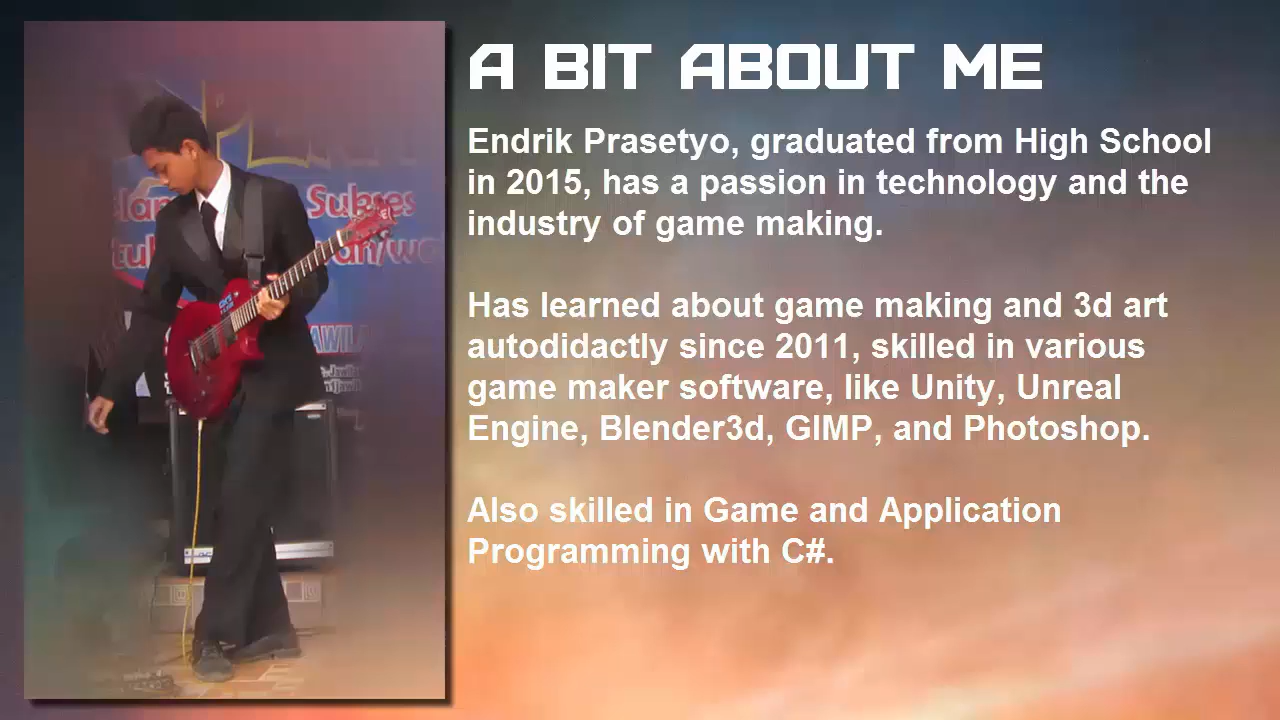 A BIT ABOUT ME
Endrik Prasetyo, graduated from High School
in 2015, has a passion in technology and the
industry of game making.
Has learned about game making and 3d art
autodidactly since 2011, skilled in various
game maker software, like Unity, Unreal
Engine, Blender3d, GIMP, and Photoshop.
Also skilled in Game and Application
Programming with C#.
Sukses